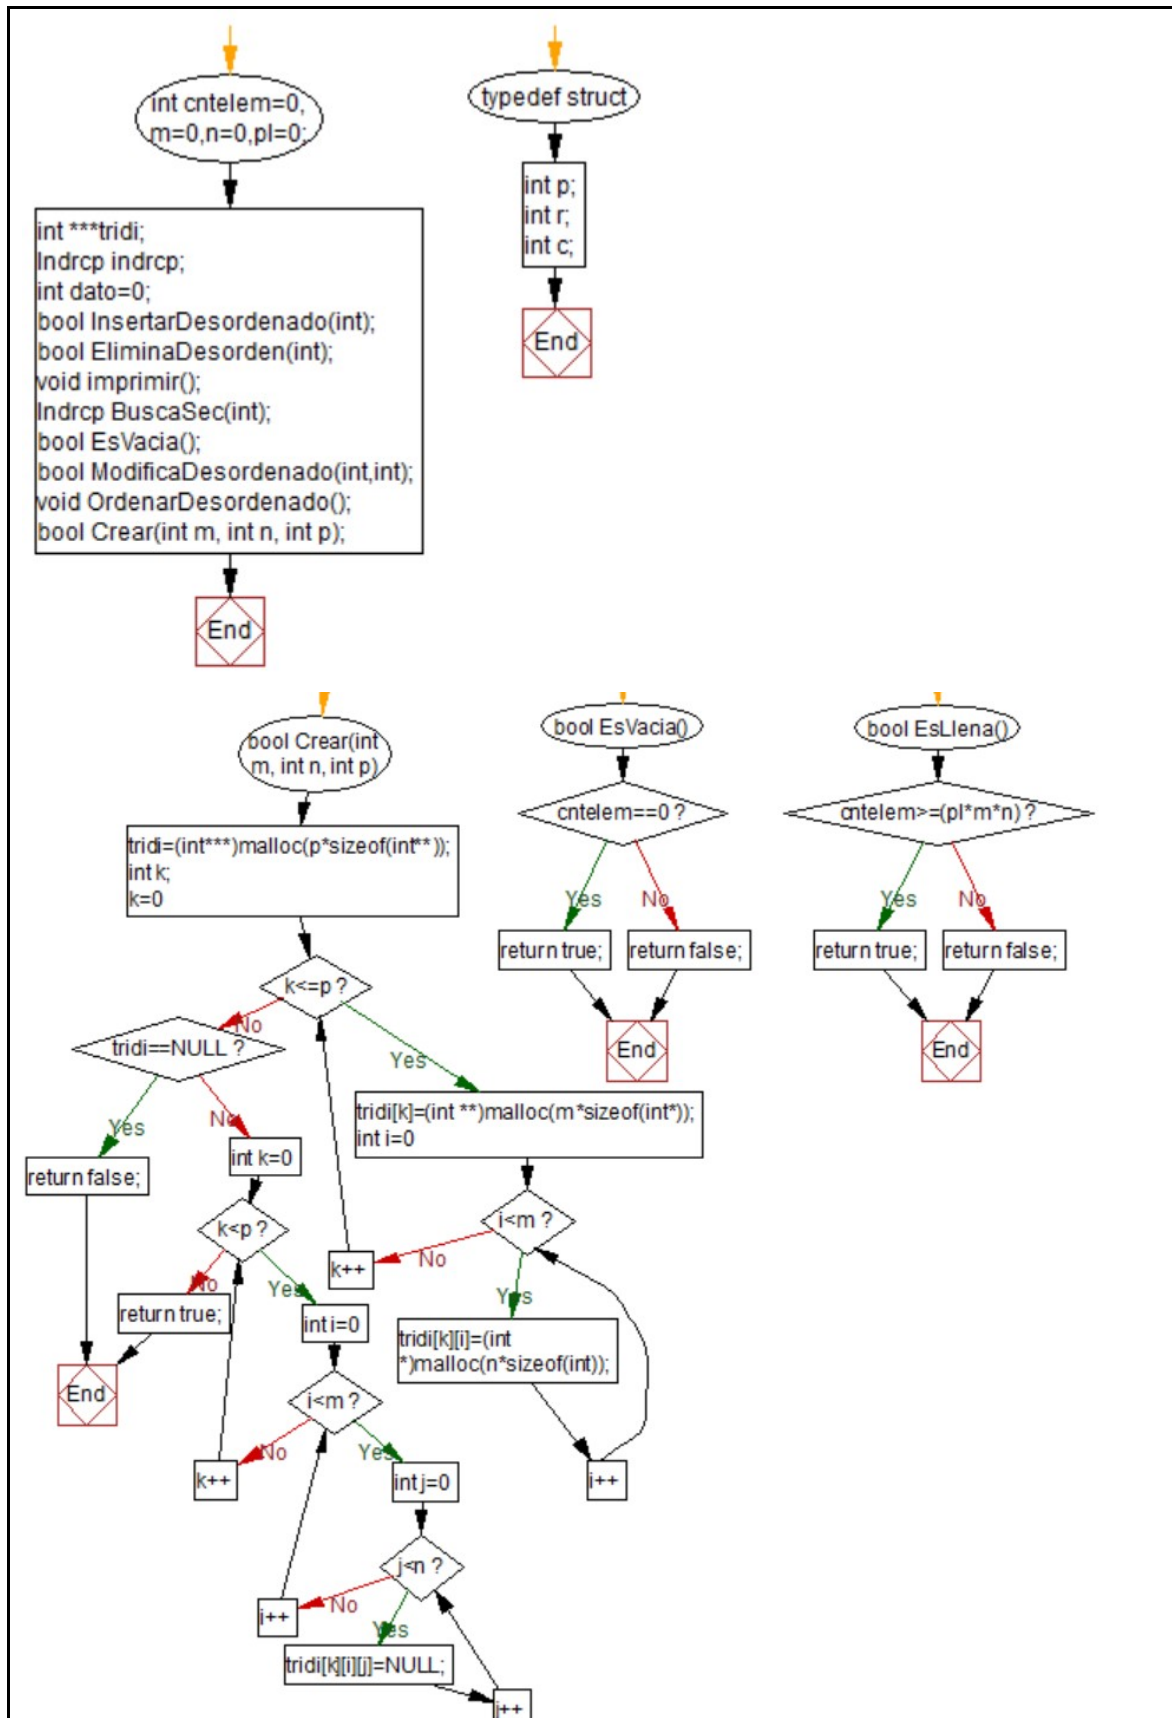 int cntelem=0,
m=0,n=0,pl=0;
int ***tridi;
Indrcp indrcp;
int dato=0;
bool InsertarDesordenado(int);
bool EliminaDesorden(int);
void imprimir();
Indrcp BuscaSec(int);
bool EsVacia();
bool ModificaDesordenado(int,int);
void OrdenarDesordenado();
bool Crear(int m, int n, int p);
End
typedef struct
int p;
int r;
int c;
End
bool Crear(int
m, int n, int p)
tridi=(int***)malloc(p*sizeof(int**));
int k;
k=0
k<=p ?
No
Yes
tridi==NULL ?
Yes
No
return false;
int k=0
k<p ?
No
Yes
return true;
End
int i=0
i<m ?
No
Yes
k++
int j=0
j<n ?
No
Yes
i++
tridi[k][i][j]=NULL;
j++
tridi[k]=(int **)malloc(m*sizeof(int*));
int i=0
i<m ?
No
Yes
k++
tridi[k][i]=(int
*)malloc(n*sizeof(int));
i++
bool EsVacia()
cntelem==0 ?
Yes
No
return true;
return false;
End
bool EsLlena()
cntelem>=(pl*m*n) ?
Yes
No
return true;
return false;
End